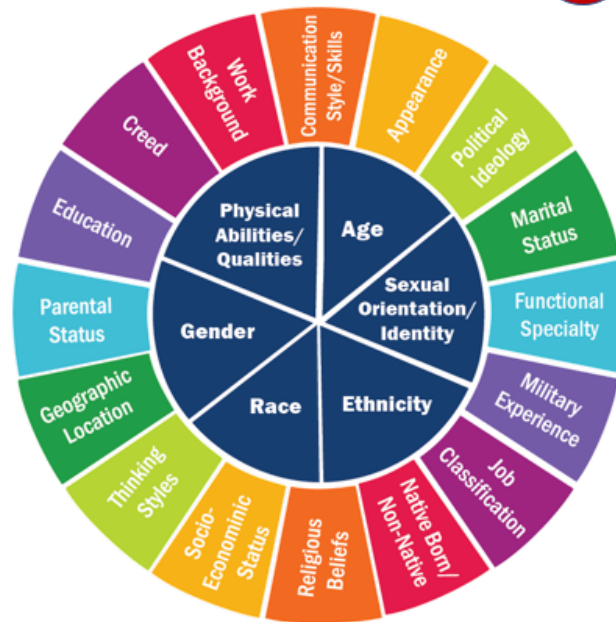 Communication
Style/Skills
Appearance
Political
Ideology
Marital
Status
Functional
Specialty
Military
Experience
Job
Classification
Native Born/
Non-Native
Religious
Beliefs
Socio-
Econominic
Status
Thinking
Styles
Geographic
Location
Parental
Status
Education
Creed
Work
Background
Age
Sexual
Orientation/
Identity
Ethnicity
Race
Gender
Physical
Abilities/
Qualities